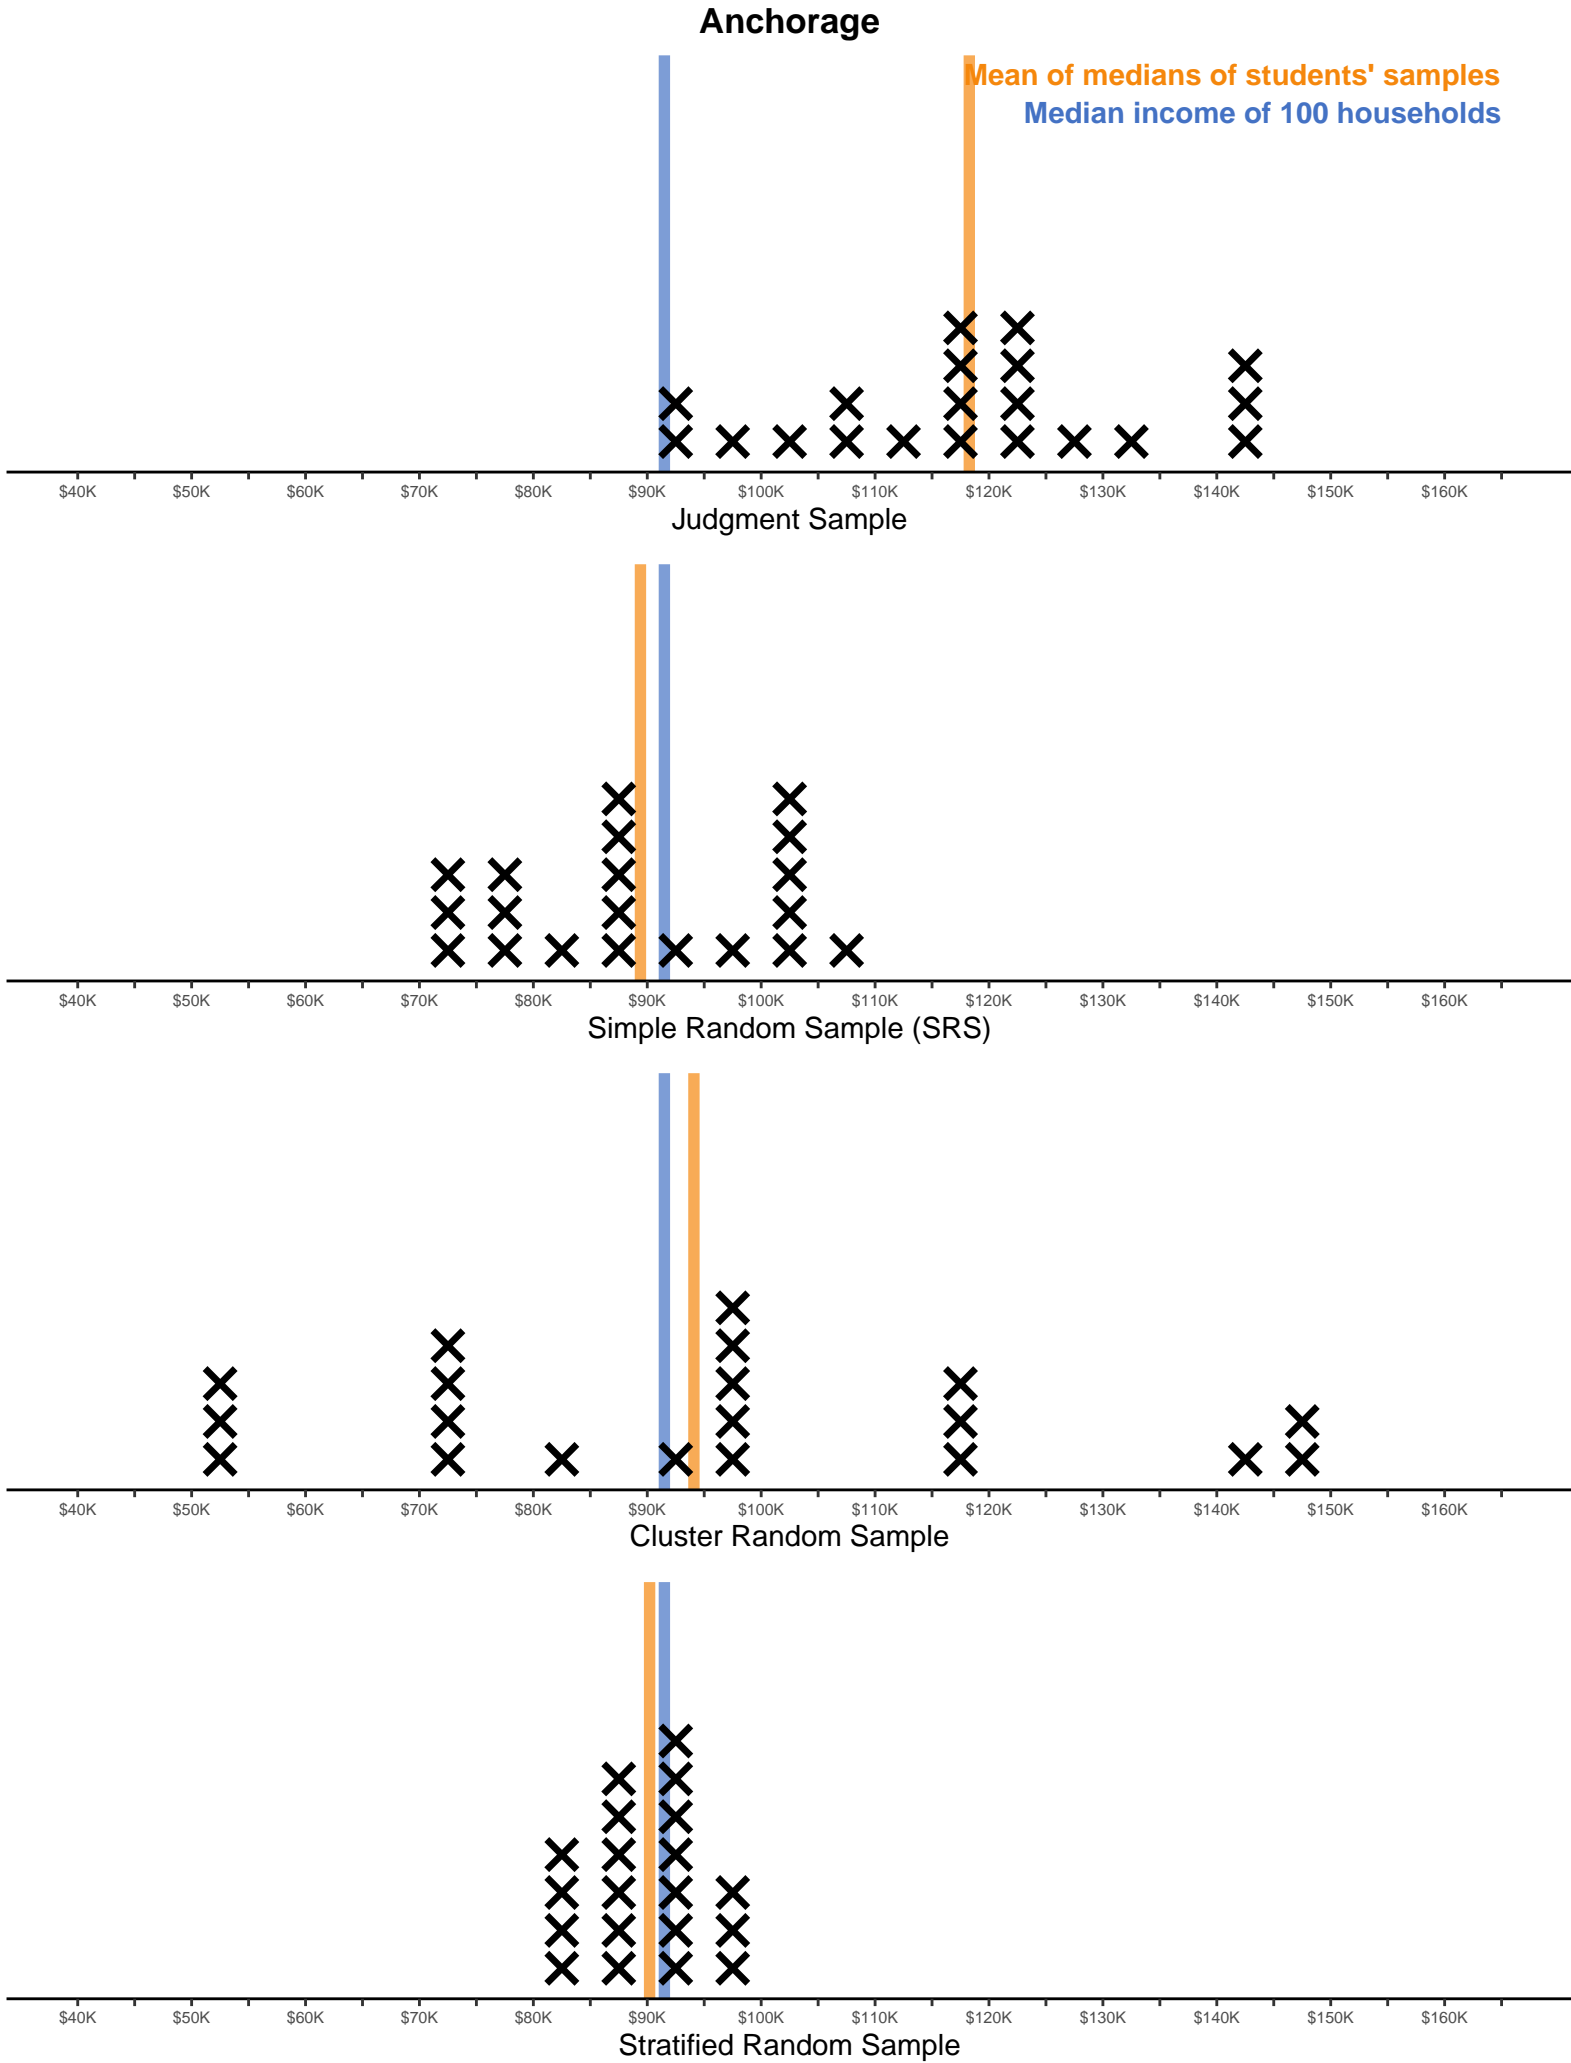 Anchorage
Mean of medians of students' samples
Median income of 100 households
$40K $50K $60K $70K $80K $90K $100K $110K $120K $130K $140K $150K $160K
Judgment Sample
$40K $50K $60K $70K $80K $90K $100K $110K $120K $130K $140K $150K $160K
Simple Random Sample (SRS)
$40K $50K $60K $70K $80K $90K $100K $110K $120K $130K $140K $150K $160K
Cluster Random Sample
$40K $50K $60K $70K $80K $90K $100K $110K $120K $130K $140K $150K $160K
Stratified Random Sample